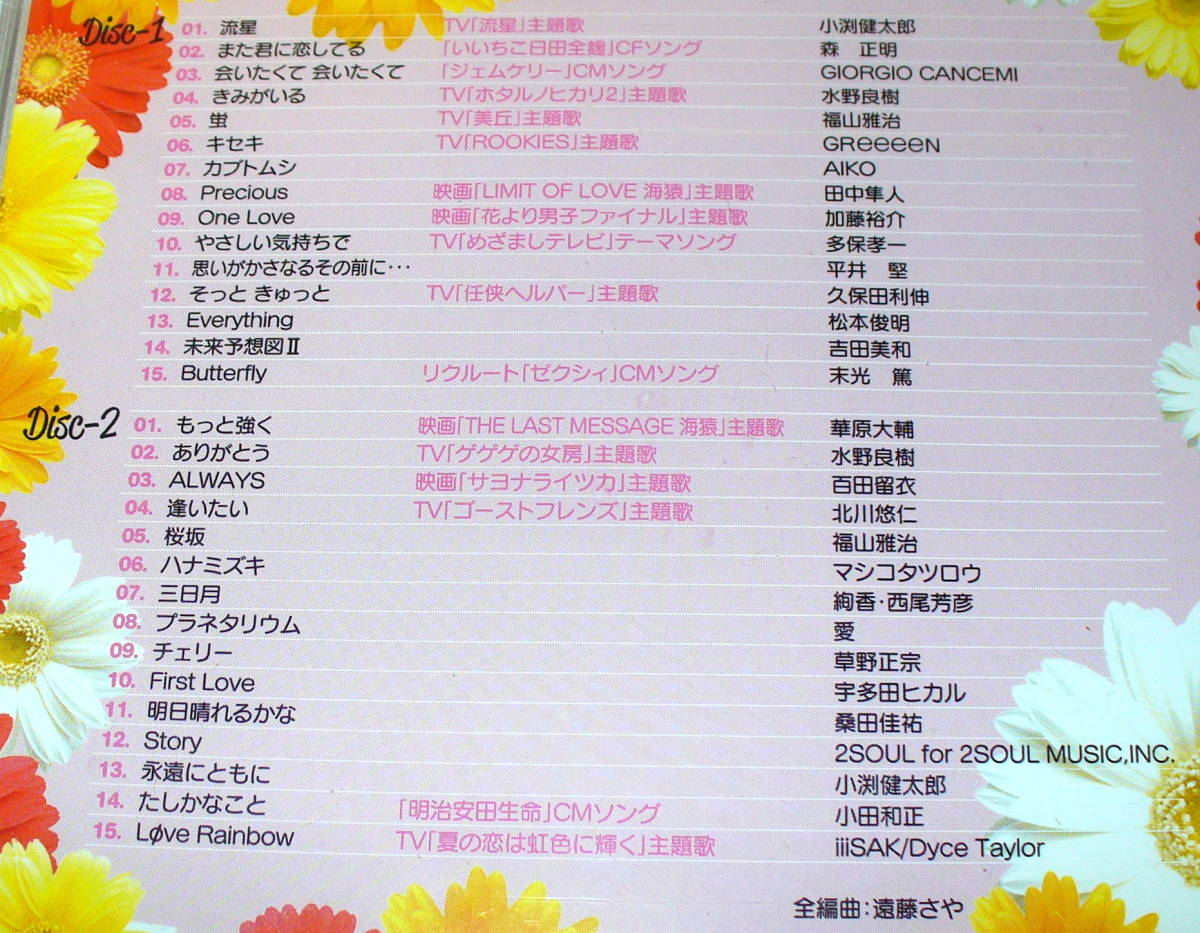 Disc-1 01. 流星 TV「流星」主題歌 小渕健太郎
02. また君に恋してる 「いいちこ日田全麹」CFソング 森 正明
03. 会いたくて 会いたくて 「ジェムケリー」CMソング GIORGIO CANCEMI
04. きみがいる TV「ホタルノヒカリ2」主題歌 水野良樹
05. 蛍 TV「美丘」主題歌 福山雅治
06. キセキ TV「ROOKIES」主題歌 GReeeeN
07. カブトムシ AIKO
08. Precious 映画「LIMIT OF LOVE 海猿」主題歌 田中隼人
09. One Love 映画「花より男子ファイナル」主題歌 加藤裕介
10. やさしい気持ちで TV「めざましテレビ」テーマソング 多保孝一
11. 思いがかさなるその前に・・・ 平井 堅
12. そっと きゅっと TV「任侠ヘルパー」主題歌 久保田利伸
13. Everything 松本俊明
14. 未来予想図Ⅱ 吉田美和
15. Butterfly リクルート「ゼクシィ」CMソング 末光 篤
Disc-2 01. もっと強く 映画「THE LAST MESSAGE 海猿」主題歌 華原大輔
02. ありがとう TV「ゲゲゲの女房」主題歌 水野良樹
03. ALWAYS 映画「サヨナライツカ」主題歌 百田留衣
04. 逢いたい TV「ゴーストフレンズ」主題歌 北川悠仁
05. 桜坂 福山雅治
06. ハナミズキ マシコタツロウ
07. 三日月 絢香・西尾芳彦
08. プラネタリウム 愛
09. チェリー 草野正宗
10. First Love 宇多田ヒカル
11. 明日晴れるかな 桑田佳祐
12. Story 2SOUL for 2SOUL MUSIC,INC.
13. 永遠にともに 小渕健太郎
14. たしかなこと 「明治安田生命」CMソング 小田和正
15. Løve Rainbow TV「夏の恋は虹色に輝く」主題歌 iiiSAK/Dyce Taylor
全編曲：遠藤さや